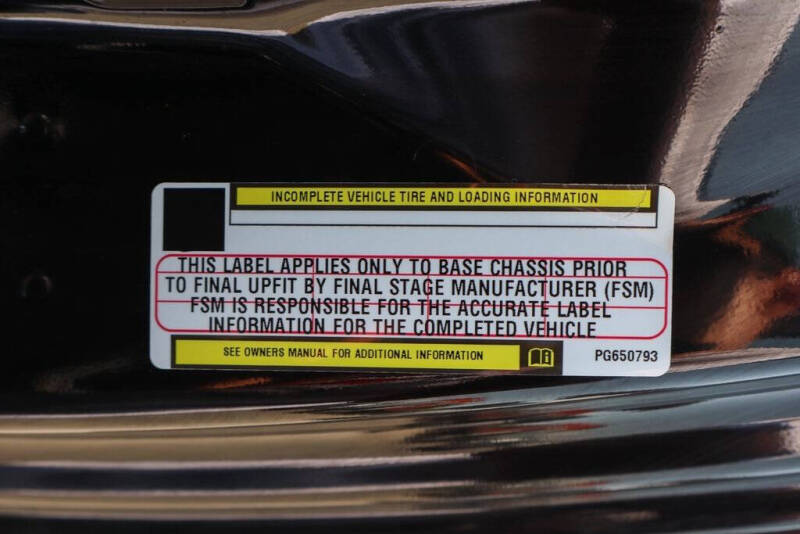 INCOMPLETE VEHICLE TIRE AND LOADING INFORMATION
THIS LABEL APPLIES ONLY TO BASE CHASSIS PRIOR
TO FINAL UPFIT BY FINAL STAGE MANUFACTURER (FSM)
FSM IS RESPONSIBLE FOR THE ACCURATE LABEL
INFORMATION FOR THE COMPLETED VEHICLE
SEE OWNERS MANUAL FOR ADDITIONAL INFORMATION
PG650793